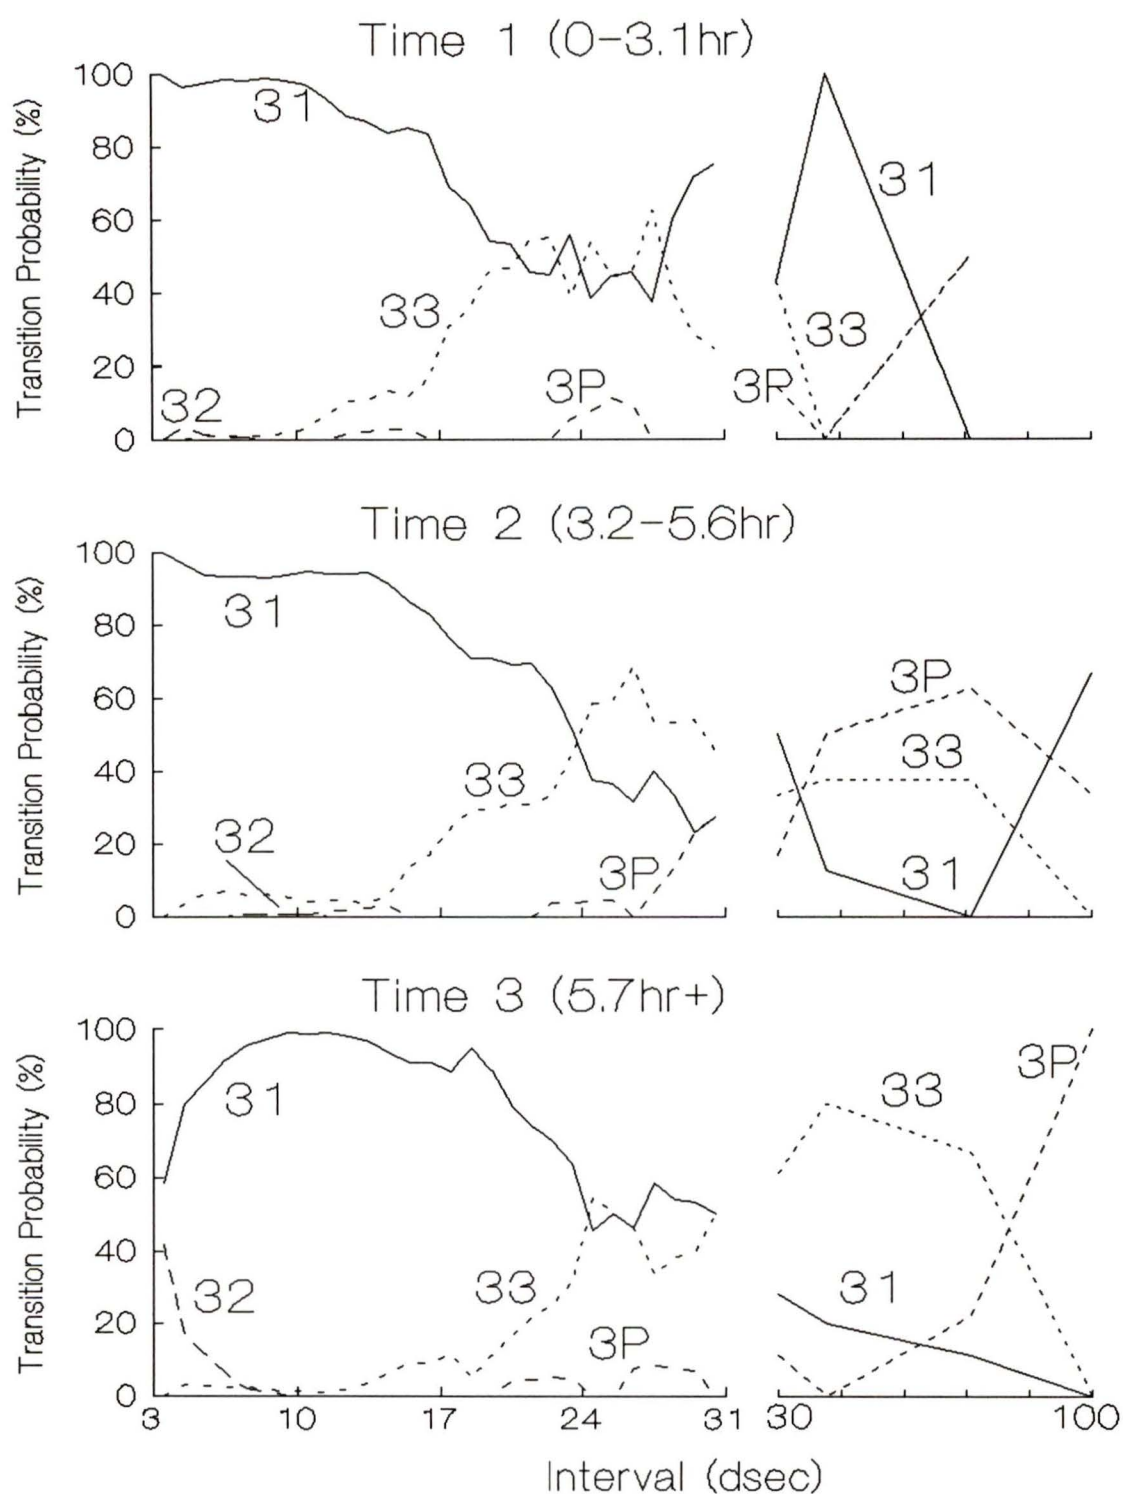 Time 1 (0-3.1hr)
Transition Probability (%)
100
80
60
40
20
0
31
33
32
3P
31
33
3P
Time 2 (3.2-5.6hr)
Transition Probability (%)
100
80
60
40
20
0
31
33
32
3P
3P
33
31
Time 3 (5.7hr+)
Transition Probability (%)
100
80
60
40
20
0
31
32
33
3P
3P
33
31
3 10 17 24 31 30 100
Interval (dsec)